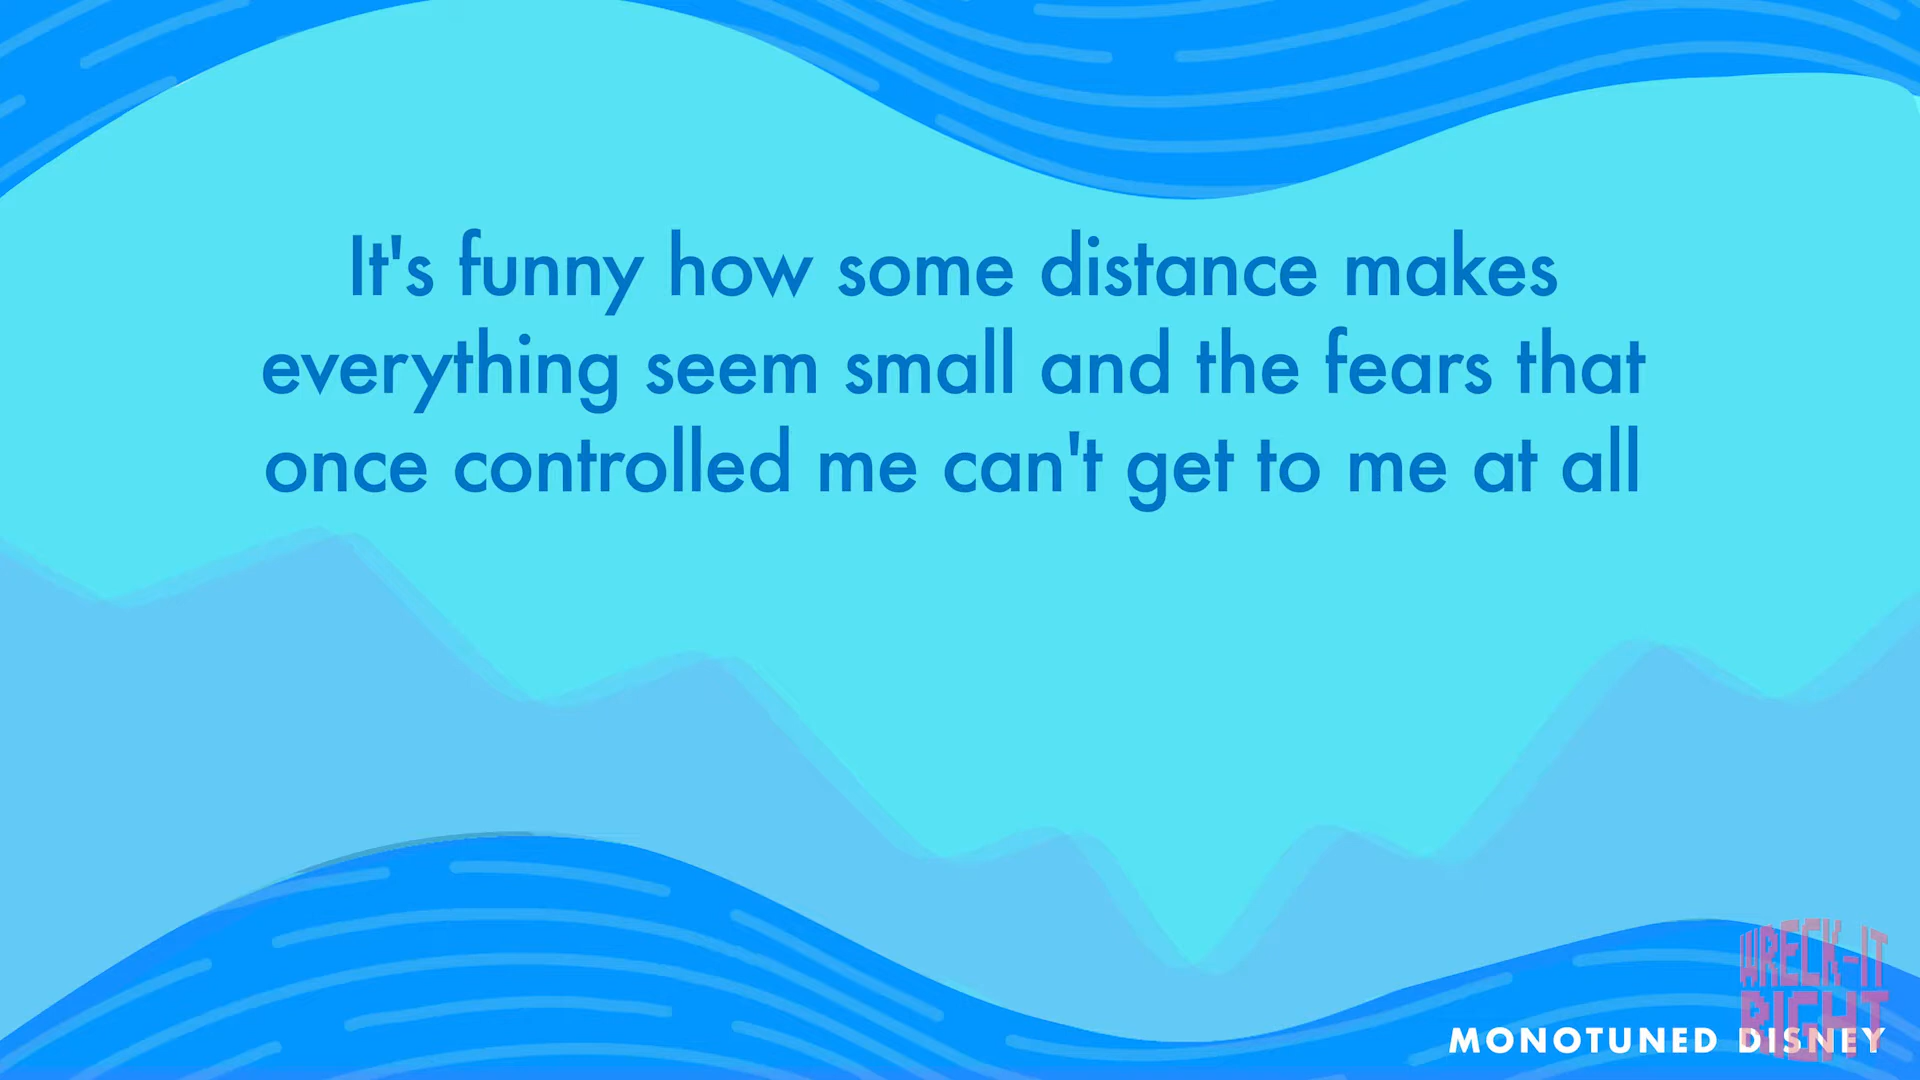 It's funny how some distance makes
everything seem small and the fears that
once controlled me can't get to me at all
WRECK-IT
RIGHT
MONOTUNED DISNEY